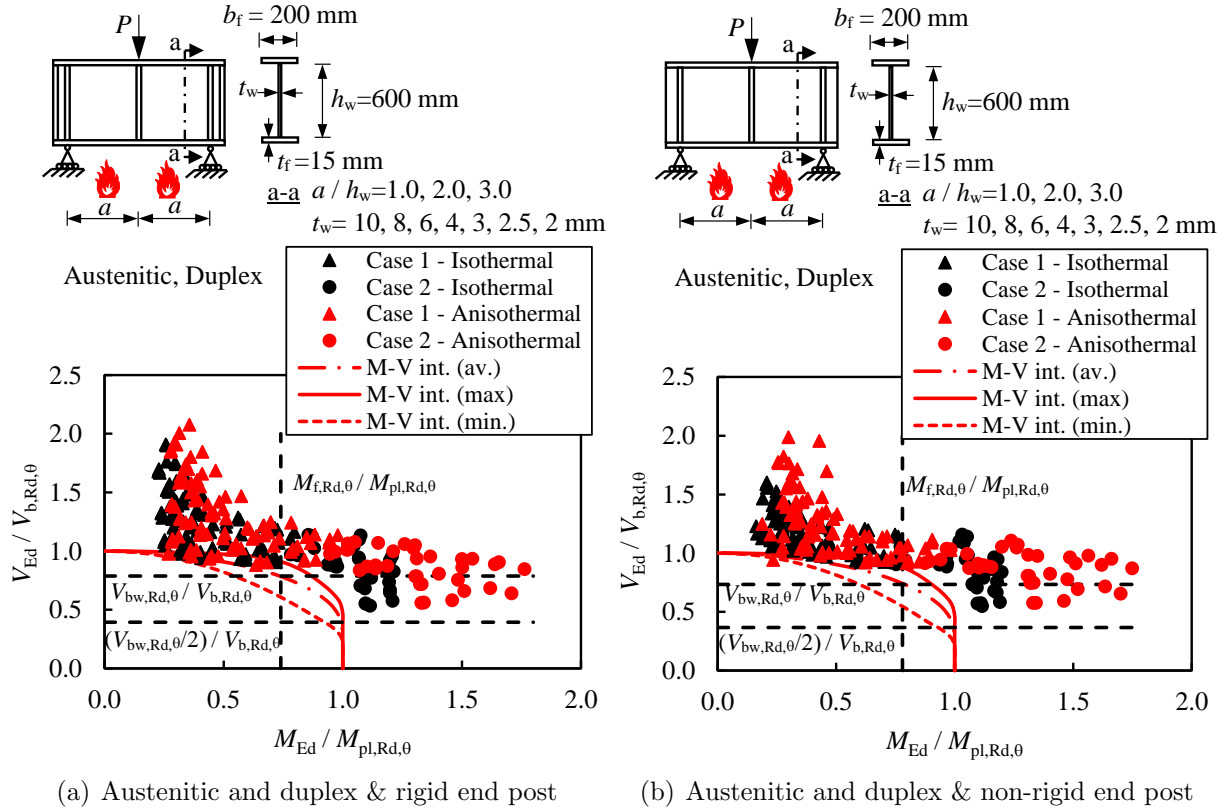 b_f = 200 mm
P
a
t_w
h_w=600 mm
a
t_f =15 mm
a-a a / h_w=1.0, 2.0, 3.0
a a
t_w= 10, 8, 6, 4, 3, 2.5, 2 mm
Austenitic, Duplex
Case 1 - Isothermal
Case 2 - Isothermal
Case 1 - Anisothermal
Case 2 - Anisothermal
M-V int. (av.)
M-V int. (max)
M-V int. (min.)
2.5
2.0
1.5
1.0
0.5
0.0
V_Ed / V_b,Rd,θ
M_f,Rd,θ / M_pl,Rd,θ
V_bw,Rd,θ / V_b,Rd,θ
(V_bw,Rd,θ/2) / V_b,Rd,θ
0.0 0.5 1.0 1.5 2.0
M_Ed / M_pl,Rd,θ
(a) Austenitic and duplex & rigid end post
b_f = 200 mm
P
a
t_w
h_w=600 mm
a
t_f =15 mm
a-a a / h_w=1.0, 2.0, 3.0
a a
t_w= 10, 8, 6, 4, 3, 2.5, 2 mm
Austenitic, Duplex
Case 1 - Isothermal
Case 2 - Isothermal
Case 1 - Anisothermal
Case 2 - Anisothermal
M-V int. (av.)
M-V int. (max)
M-V int. (min.)
2.5
2.0
1.5
1.0
0.5
0.0
V_Ed / V_b,Rd,θ
M_f,Rd,θ / M_pl,Rd,θ
V_bw,Rd,θ / V_b,Rd,θ
(V_bw,Rd,θ/2) / V_b,Rd,θ
0.0 0.5 1.0 1.5 2.0
M_Ed / M_pl,Rd,θ
(b) Austenitic and duplex & non-rigid end post